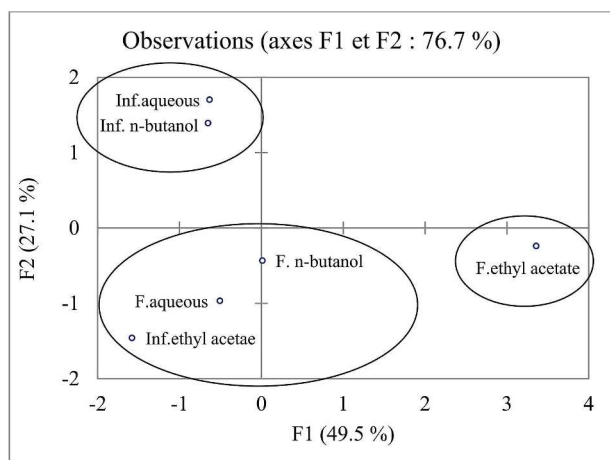 Observations (axes F1 et F2 : 76.7 %)
2
Inf.aqueous
Inf. n-butanol
1
F2 (27.1 %)
0
F. n-butanol
F.ethyl acetate
-1
F.aqueous
Inf.ethyl acetae
-2
-2 -1 0 1 2 3 4
F1 (49.5 %)